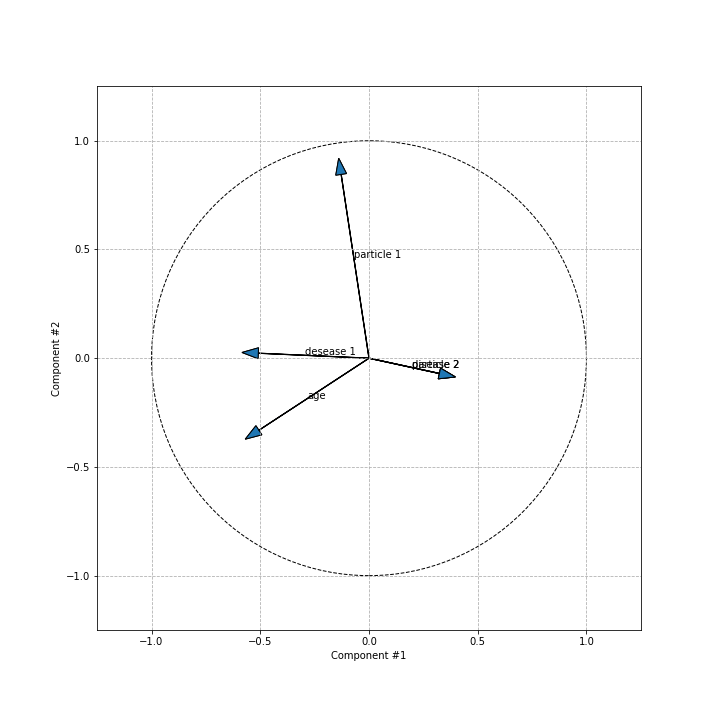 1.0
0.5
0.0
−0.5
−1.0
Component #2
particle 1
desease 1
age
particle 2
−1.0 −0.5 0.0 0.5 1.0
Component #1